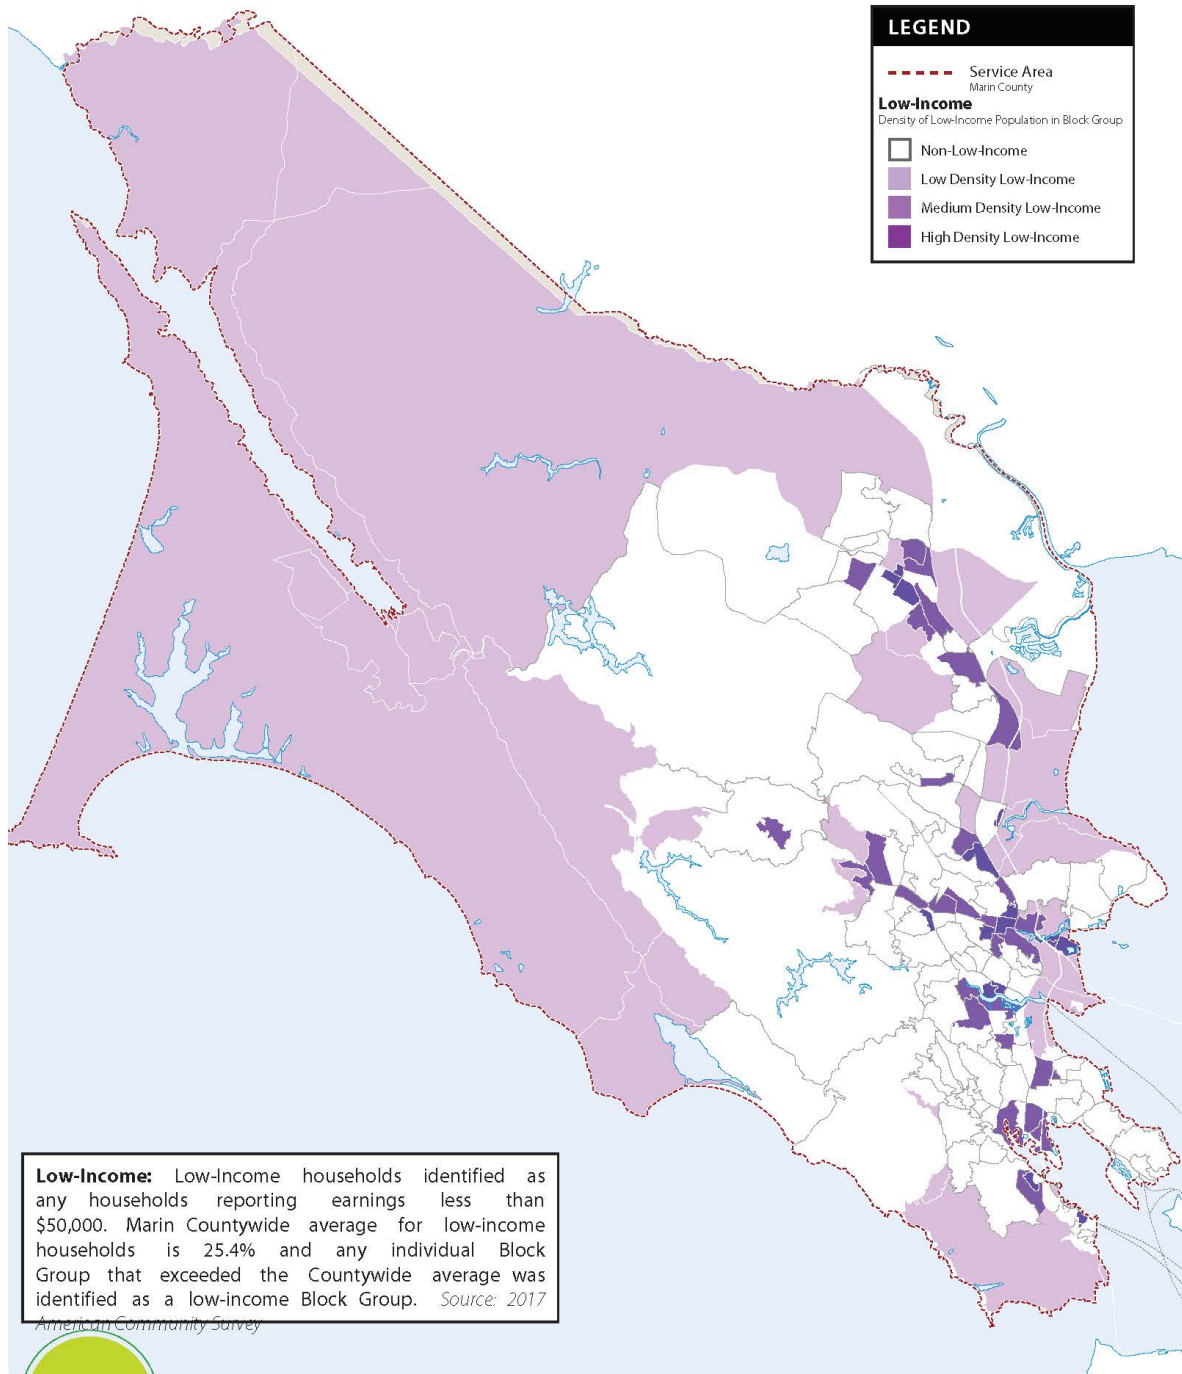 LEGEND
Service Area
Marin County
Low-Income
Density of Low-Income Population in Block Group
Non-Low-Income
Low Density Low-Income
Medium Density Low-Income
High Density Low-Income
Low-Income: Low-Income households identified as
any households reporting earnings less than
$50,000. Marin Countywide average for low-income
households is 25.4% and any individual Block
Group that exceeded the Countywide average was
identified as a low-income Block Group. Source: 2017
American Community Survey